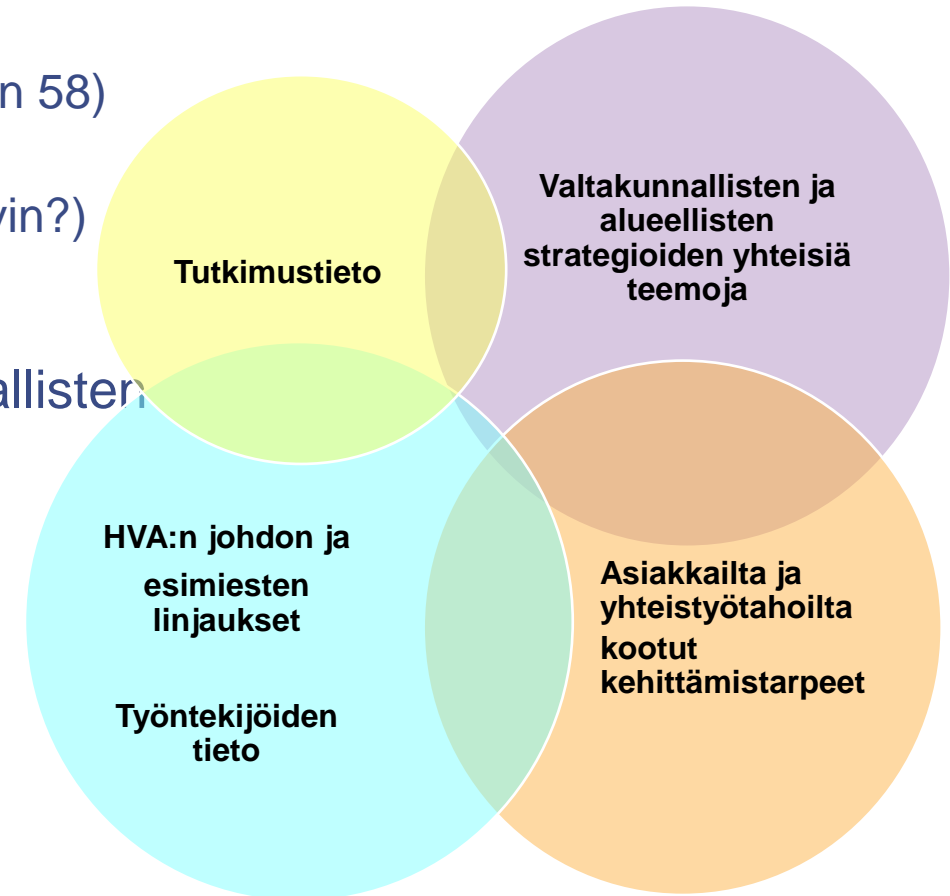 n 58)
vin?)
allisten
Tutkimustieto
Valtakunnallisten ja
alueellisten
strategioiden yhteisiä
teemoja
HVA:n johdon ja
esimiesten
linjaukset
Työntekijöiden
tieto
Asiakkailta ja
yhteistyötahoilta
kootut
kehittämistarpeet